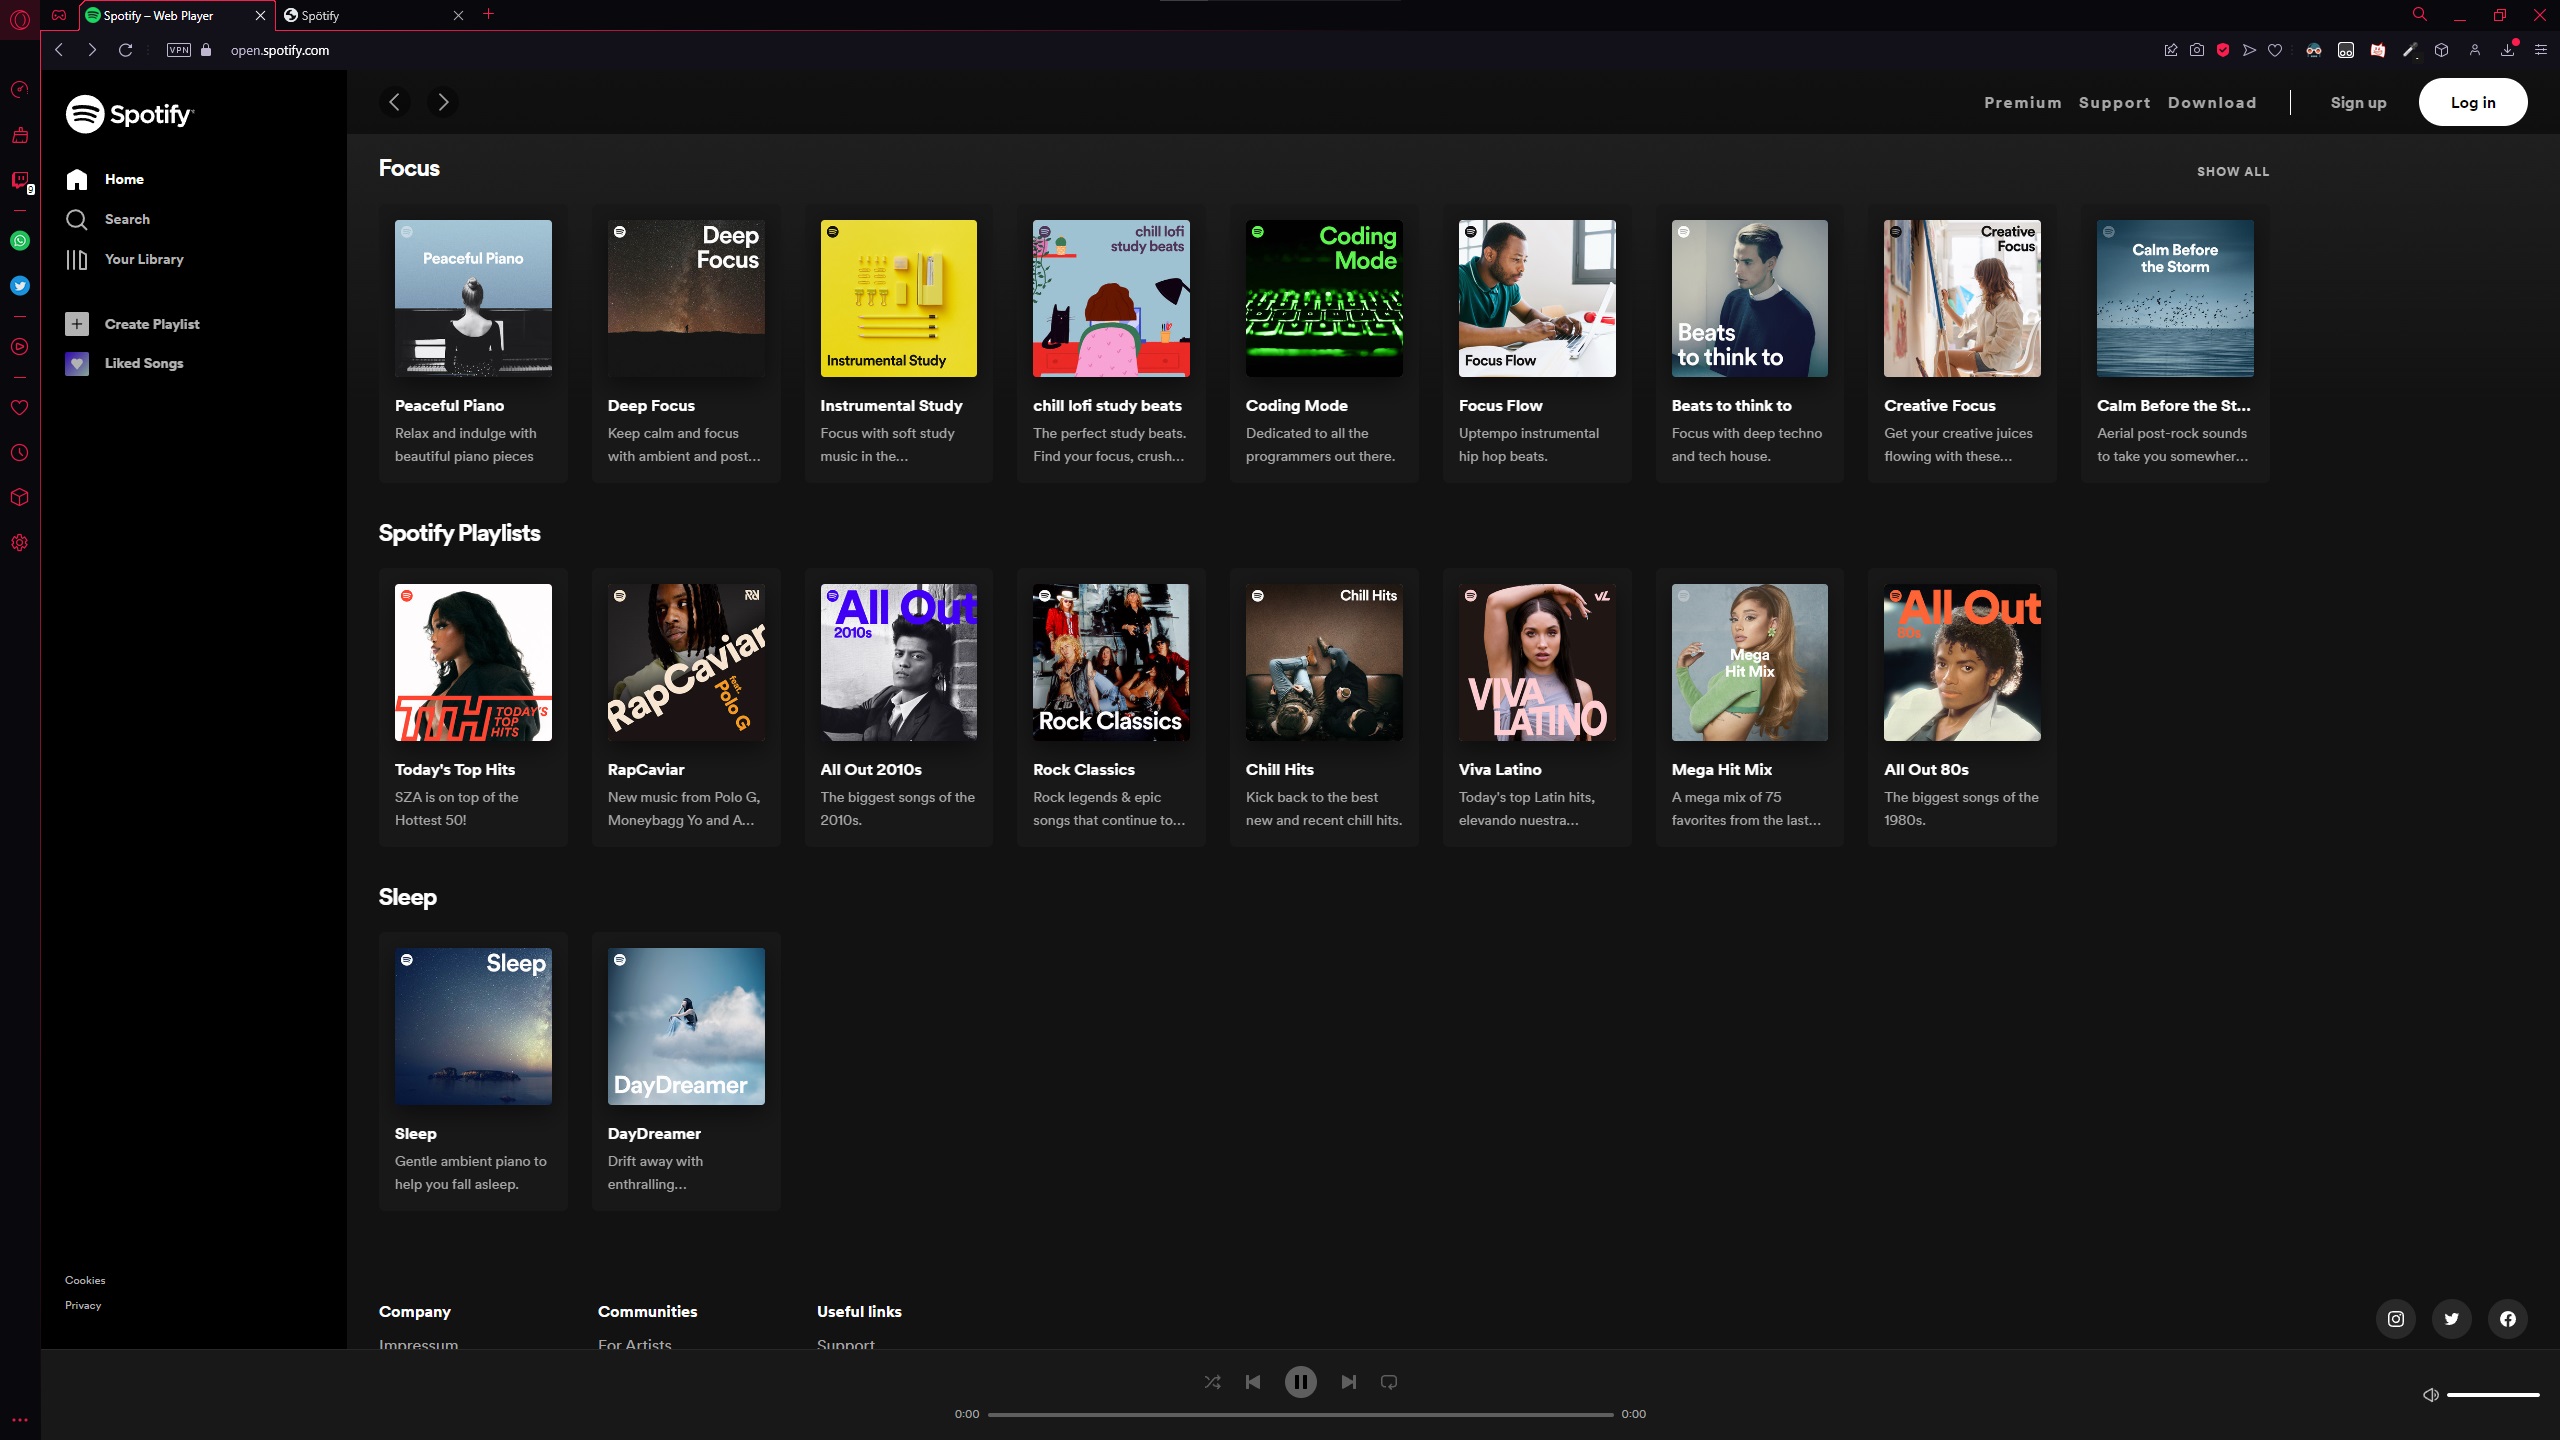 Spotify – Web Player
Spötify
VPN
open.spotify.com
9
Spotify
Home
Search
Your Library
Create Playlist
Liked Songs
Cookies
Privacy
Premium
Support
Download
Sign up
Log in
Focus
SHOW ALL
Peaceful Piano
Deep
Focus
Instrumental Study
chill lofi
study beats
Coding
Mode
Focus Flow
Beats
to think to
Creative
Focus
Calm Before
the Storm
Peaceful Piano
Relax and indulge with
beautiful piano pieces
Deep Focus
Keep calm and focus
with ambient and post...
Instrumental Study
Focus with soft study
music in the...
chill lofi study beats
The perfect study beats.
Find your focus, crush...
Coding Mode
Dedicated to all the
programmers out there.
Focus Flow
Uptempo instrumental
hip hop beats.
Beats to think to
Focus with deep techno
and tech house.
Creative Focus
Get your creative juices
flowing with these...
Calm Before the St...
Aerial post-rock sounds
to take you somewher...
Spotify Playlists
TTH TODAY'S
TOP
HITS
RapCaviar
feat.
Polo G
All Out
2010s
Rock Classics
Chill Hits
VL
VIVA
LATINO
Mega
Hit Mix
All Out
80s
Today's Top Hits
SZA is on top of the
Hottest 50!
RapCaviar
New music from Polo G,
Moneybagg Yo and A...
All Out 2010s
The biggest songs of the
2010s.
Rock Classics
Rock legends & epic
songs that continue to...
Chill Hits
Kick back to the best
new and recent chill hits.
Viva Latino
Today's top Latin hits,
elevando nuestra...
Mega Hit Mix
A mega mix of 75
favorites from the last...
All Out 80s
The biggest songs of the
1980s.
Sleep
Sleep
DayDreamer
Sleep
Gentle ambient piano to
help you fall asleep.
DayDreamer
Drift away with
enthralling...
Company
Communities
Useful links
Impressum
For Artists
Support
0:00
0:00